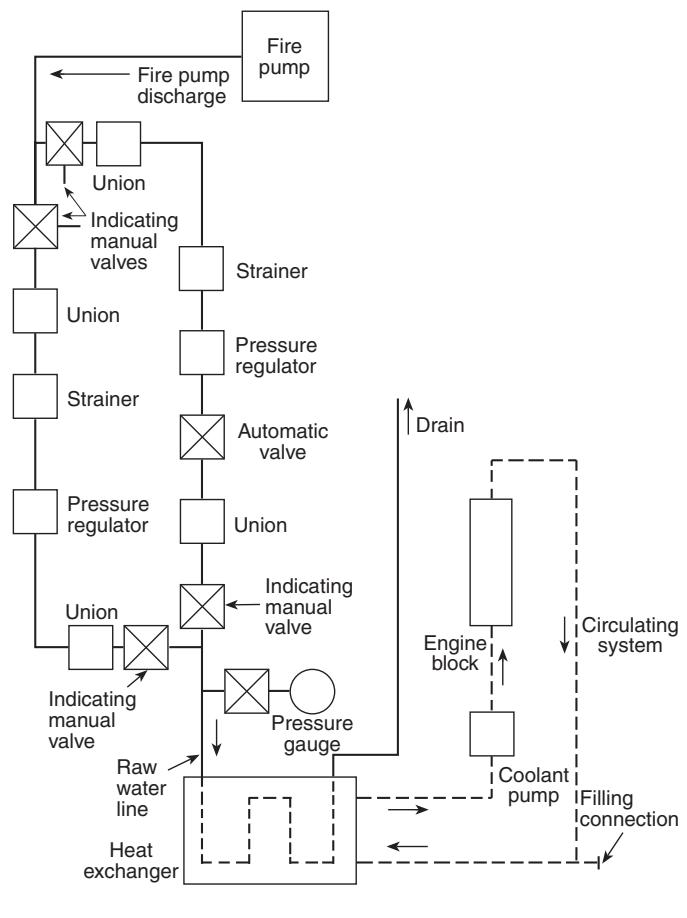 Fire
pump
Fire pump
discharge
Union
Indicating
manual
valves
Strainer
Union
Pressure
regulator
Strainer
Automatic
valve
Drain
Pressure
regulator
Union
Indicating
manual
valve
Union
Engine
block
Circulating
system
Indicating
manual
valve
Pressure
gauge
Raw
water
line
Coolant
pump
Filling
connection
Heat
exchanger